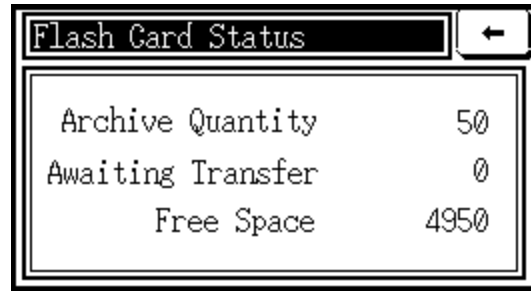 Flash Card Status ←
Archive Quantity 50
Awaiting Transfer 0
Free Space 4950